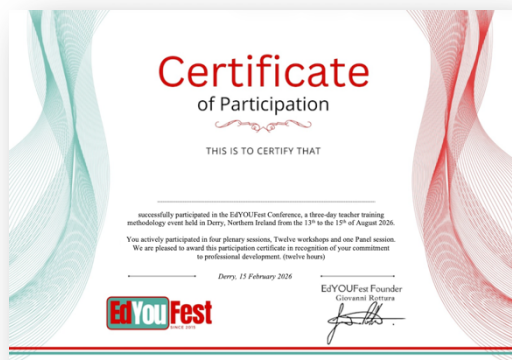 Certificate
of Participation
THIS IS TO CERTIFY THAT
successfully participated in the EdYOUFest Conference, a three-day teacher training
methodology event held in Derry, Northern Ireland from the 13th to the 15th of August 2026.
You actively participated in four plenary sessions, Twelve workshops and one Panel session.
We are pleased to award this participation certificate in recognition of your commitment
to professional development. (twelve hours)
Derry, 15 February 2026
EdYOUFest Founder
Giovanni Rottura
EdYouFest
SINCE 2015